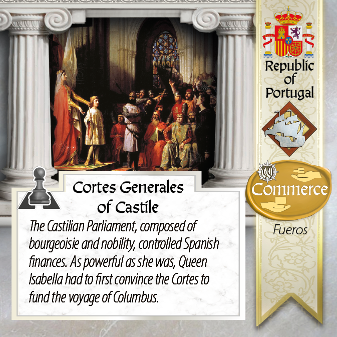 Republic
of
Portugal
Commerce
Fueros
Cortes Generales
of Castile
The Castilian Parliament, composed of
bourgeoisie and nobility, controlled Spanish
finances. As powerful as she was, Queen
Isabella had to first convince the Cortes to
fund the voyage of Columbus.